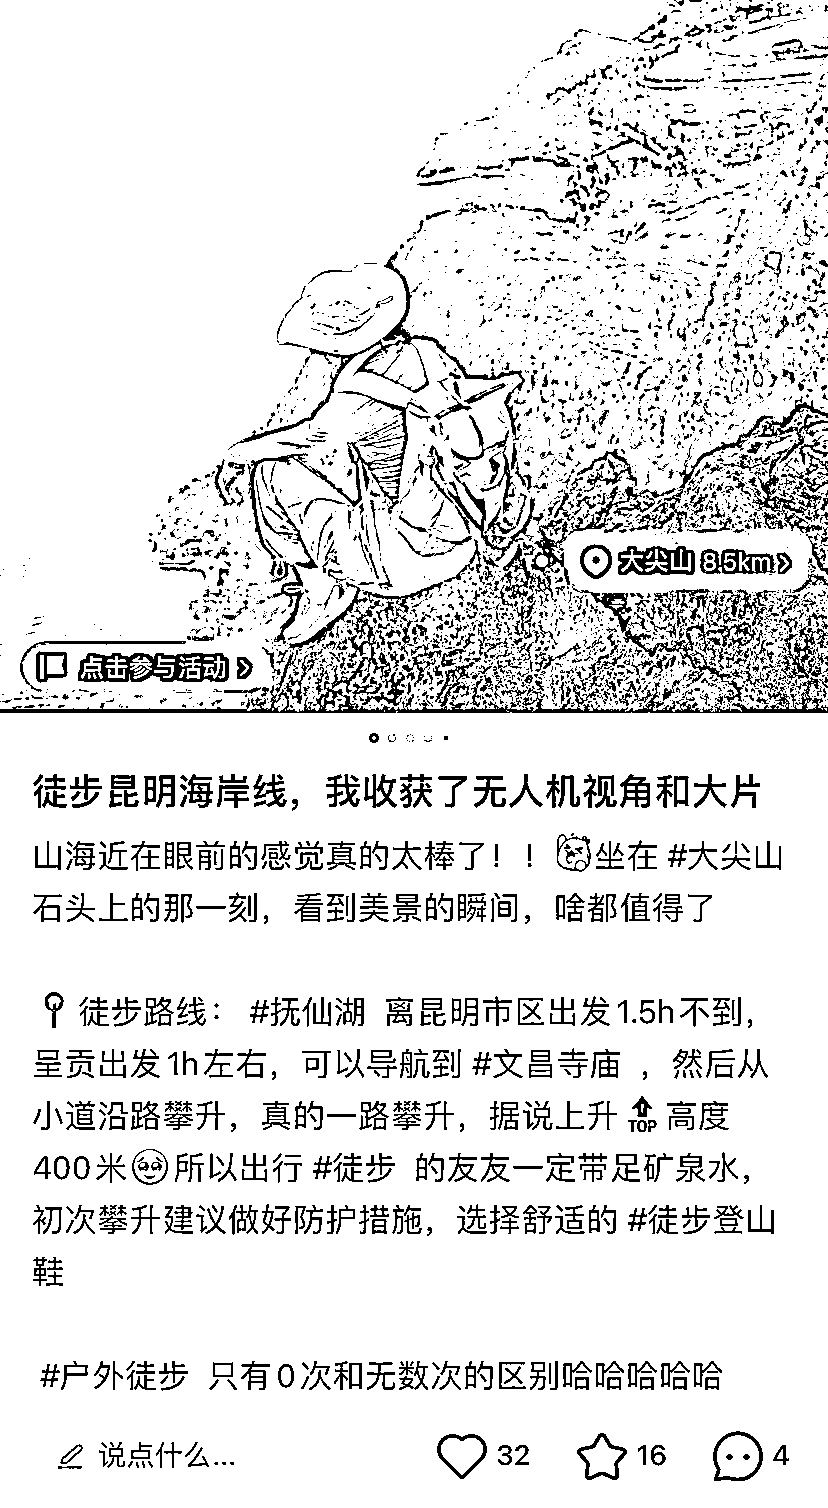 大尖山 8.5km >
点击参与活动 >
徒步昆明海岸线，我收获了无人机视角和大片
山海近在眼前的感觉真的太棒了！！坐在 #大尖山
石头上的那一刻，看到美景的瞬间，啥都值得了
徒步路线： #抚仙湖 离昆明市区出发1.5h不到，
呈贡出发1h左右，可以导航到 #文昌寺庙 ，然后从
小道沿路攀升，真的一路攀升，据说上升🔝高度
400米🥹所以出行 #徒步 的友友一定带足矿泉水，
初次攀升建议做好防护措施，选择舒适的 #徒步登山
鞋
#户外徒步 只有0次和无数次的区别哈哈哈哈哈
说点什么... 32 16 4